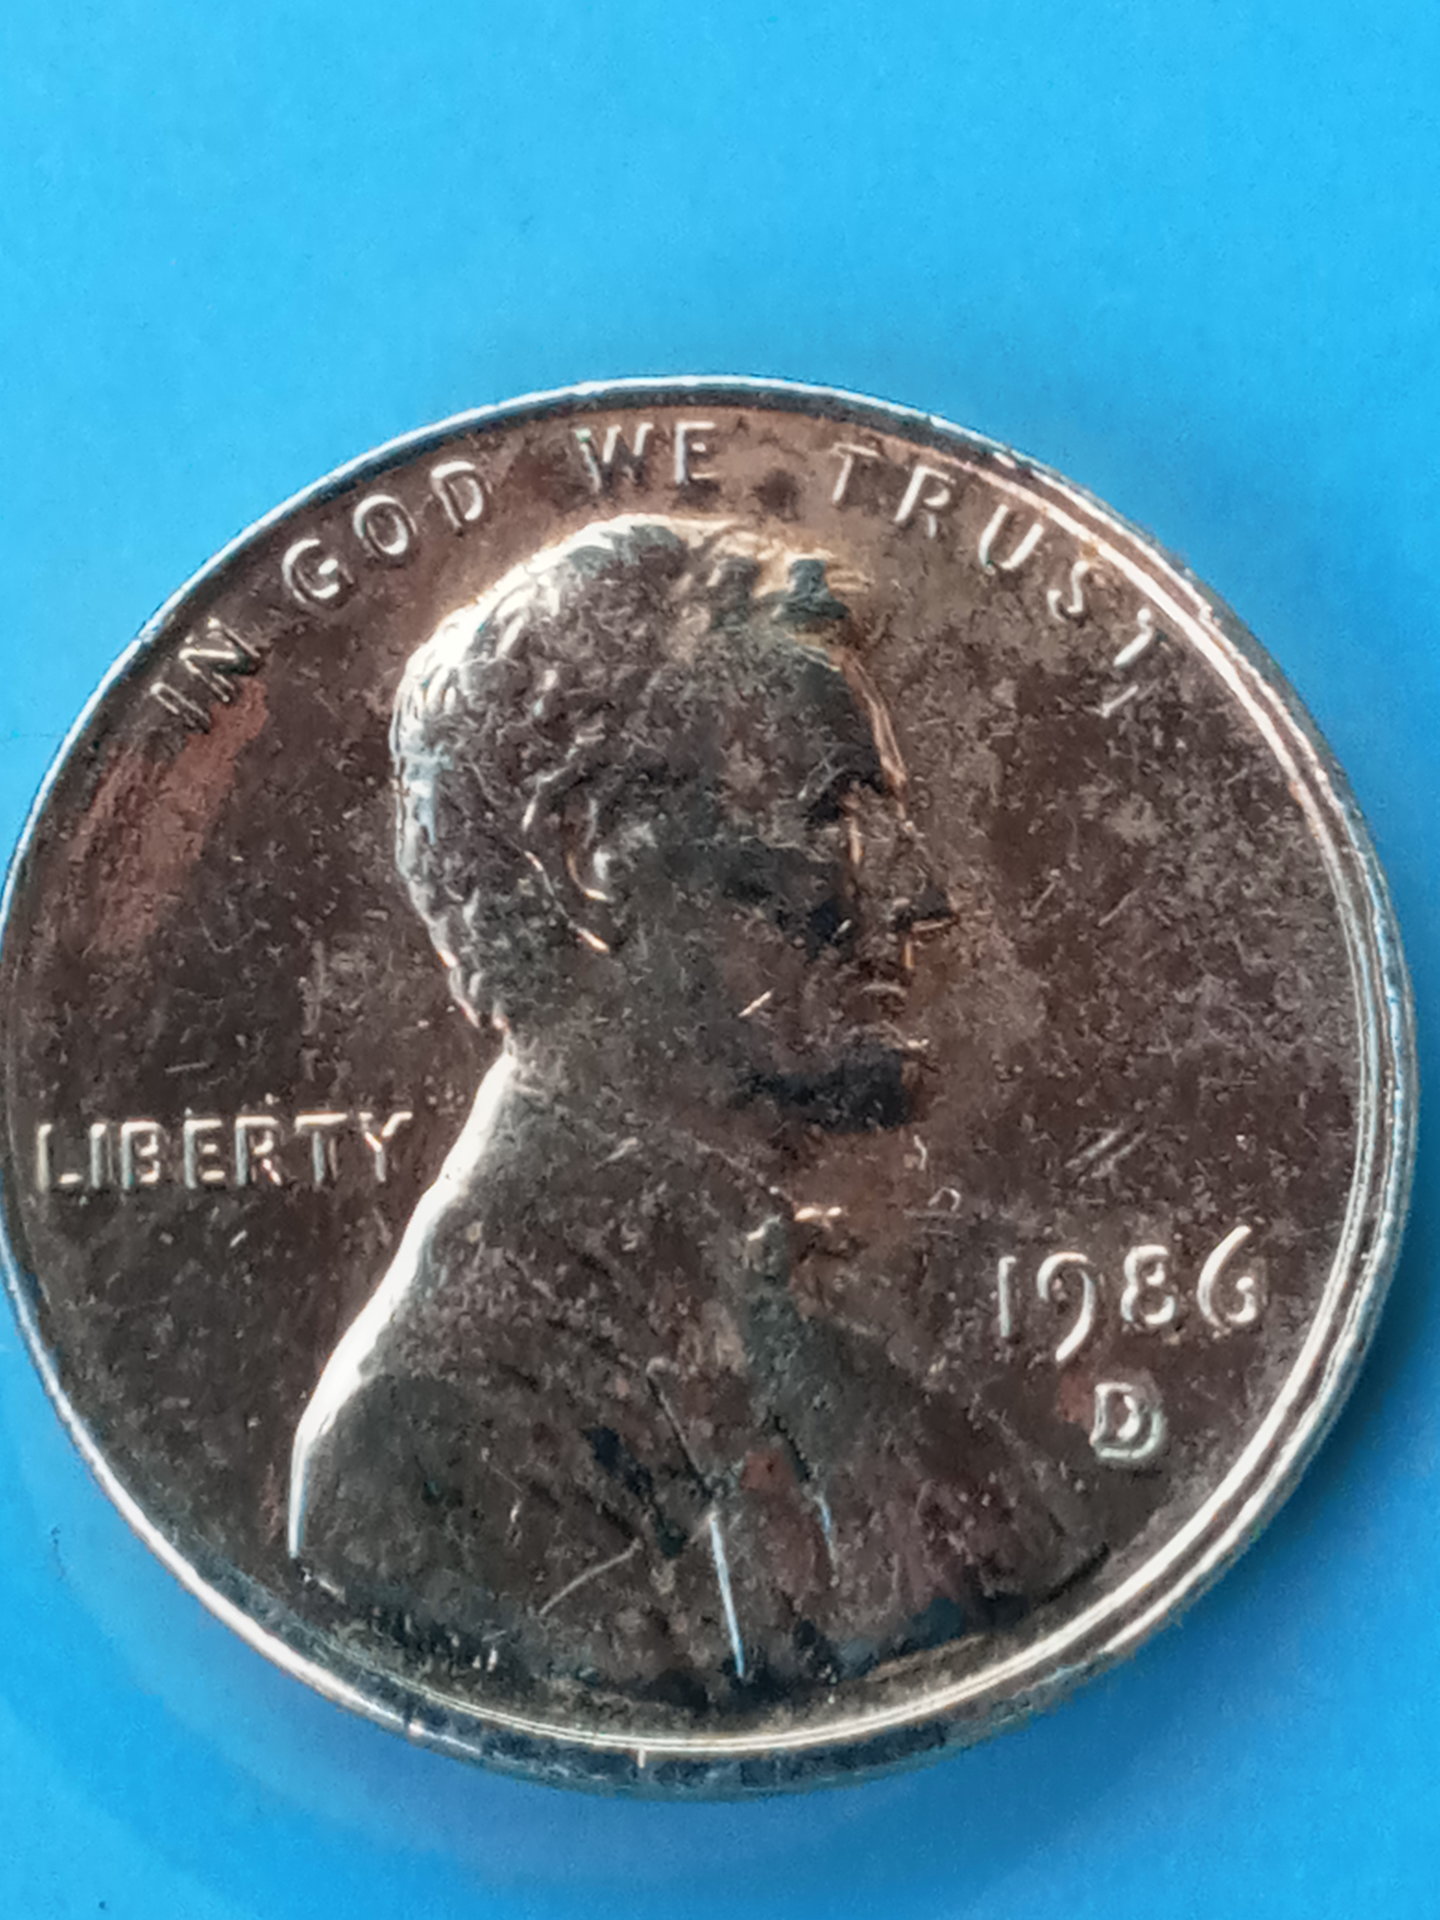 IN GOD WE TRUST
LIBERTY
1986
D